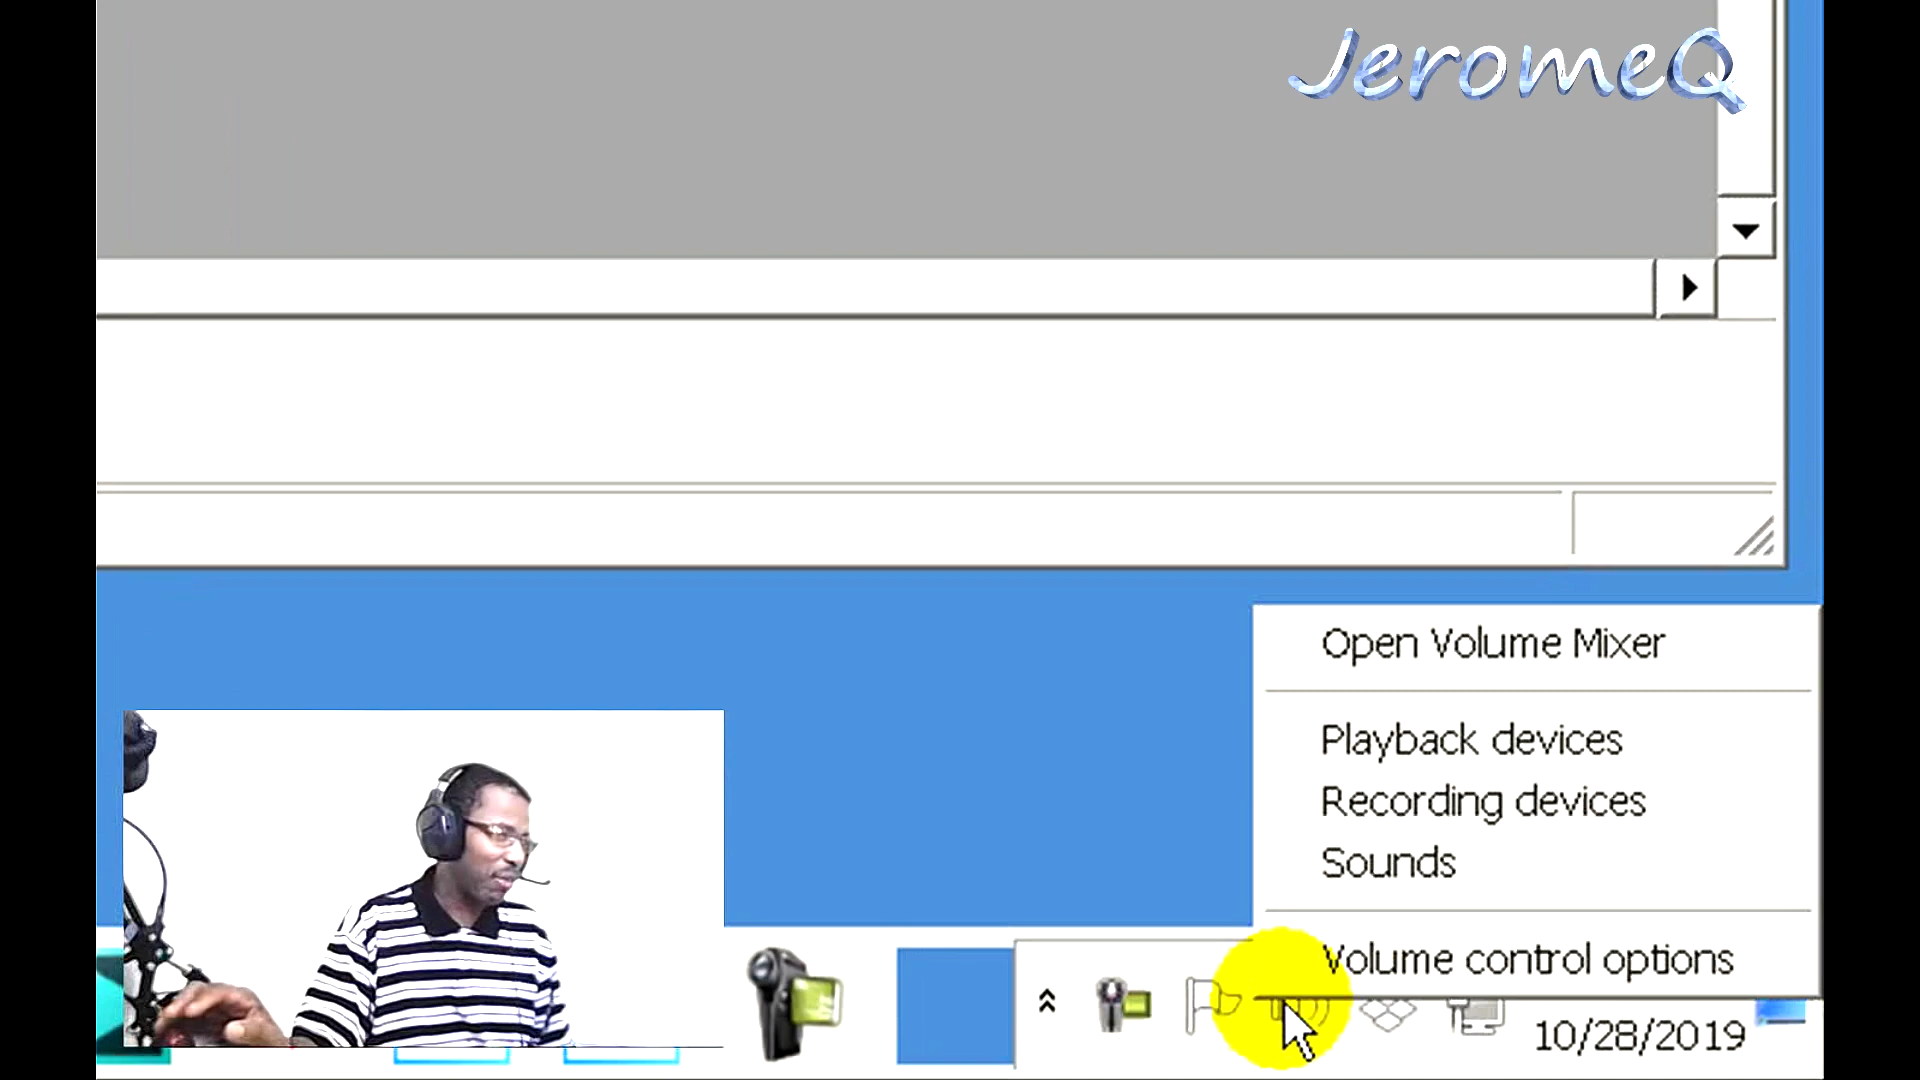 JeromeQ
Open Volume Mixer
Playback devices
Recording devices
Sounds
Volume control options
10/28/2019